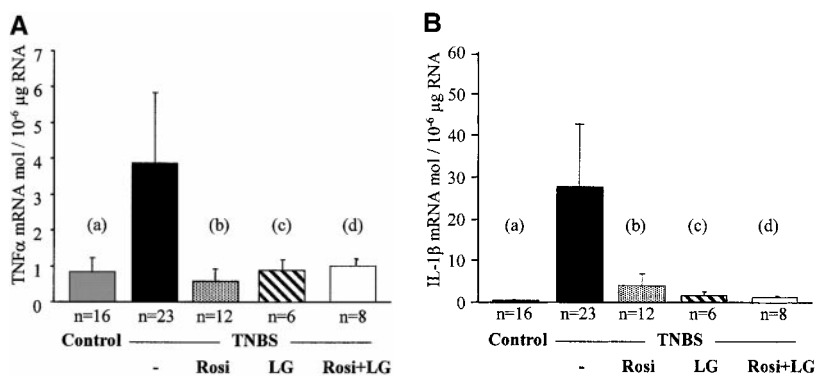 A
TNFα mRNA mol / 10⁻⁶ µg RNA
7
6
5
4
3
2
1
0
(a)
(b)
(c)
(d)
n=16
n=23
n=12
n=6
n=8
Control
TNBS
-
Rosi
LG
Rosi+LG
B
IL-1β mRNA mol / 10⁻⁶ µg RNA
60
50
40
30
20
10
0
(a)
(b)
(c)
(d)
n=16
n=23
n=12
n=6
n=8
Control
TNBS
-
Rosi
LG
Rosi+LG